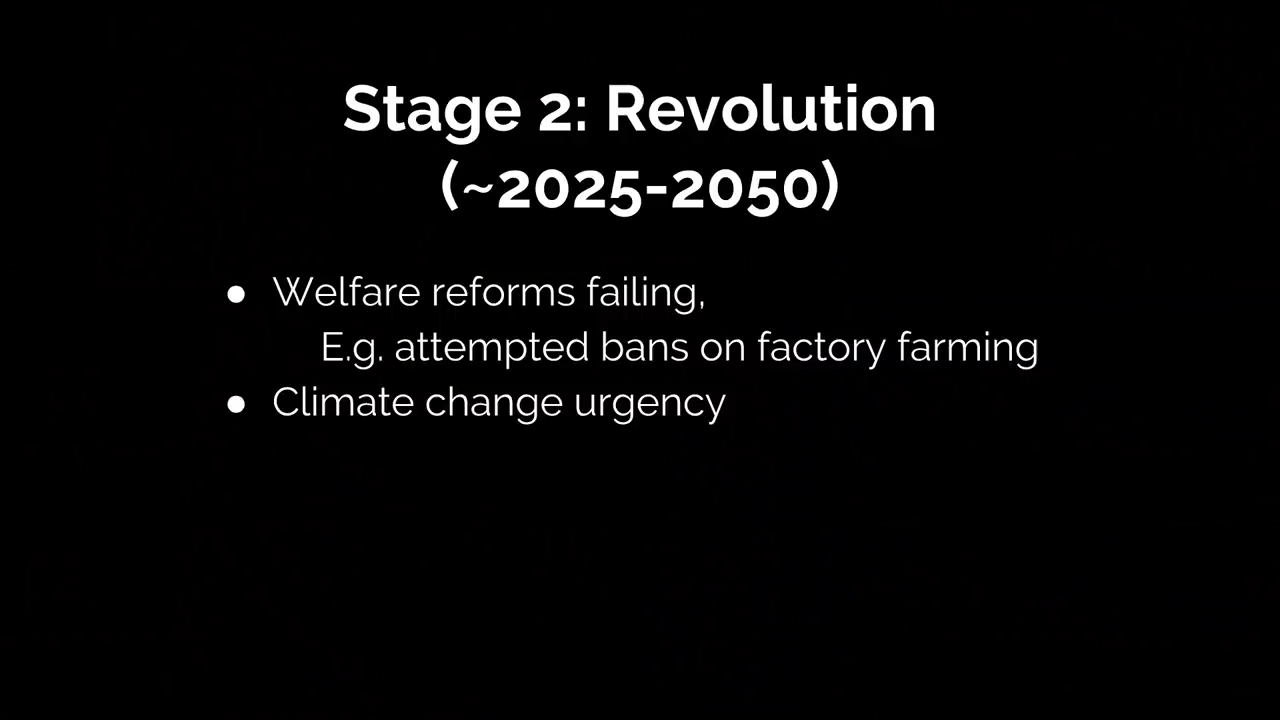 Stage 2: Revolution
(~2025-2050)
● Welfare reforms failing,
E.g. attempted bans on factory farming
● Climate change urgency